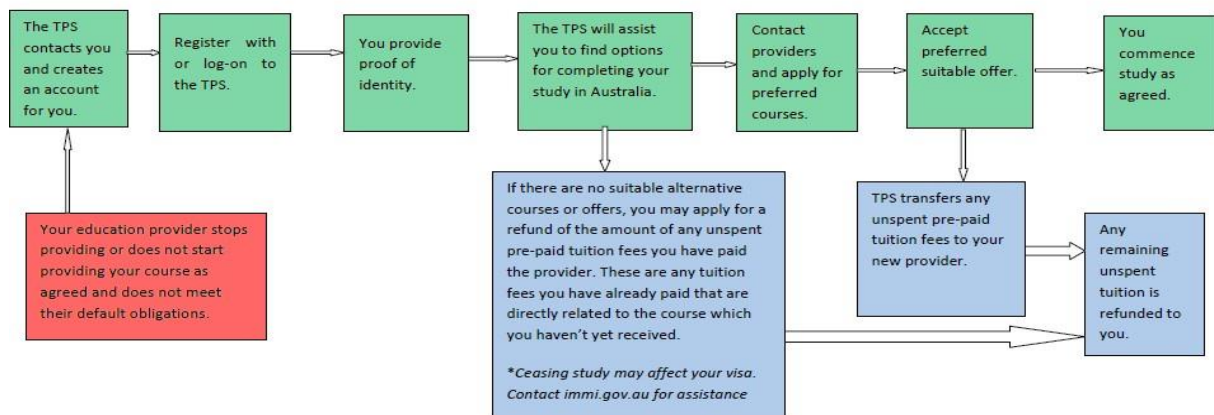 The TPS
contacts you
and creates
an account
for you.
Register with
or log-on to
the TPS.
You provide
proof of
identity.
The TPS will assist
you to find options
for completing your
study in Australia.
Contact
providers
and apply for
preferred
courses.
Accept
preferred
suitable offer.
You
commence
study as
agreed.
Your education provider stops
providing or does not start
providing your course as
agreed and does not meet
their default obligations.
If there are no suitable alternative
courses or offers, you may apply for a
refund of the amount of any unspent
pre-paid tuition fees you have paid
the provider. These are any tuition
fees you have already paid that are
directly related to the course which
you haven't yet received.
*Ceasing study may affect your visa.
Contact immi.gov.au for assistance
TPS transfers any
unspent pre-paid
tuition fees to your
new provider.
Any
remaining
unspent
tuition is
refunded to
you.